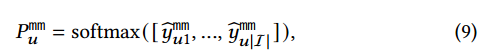 P_u^mm = softmax([ŷ_u1^mm, ..., ŷ_u|I|^mm]), (9)